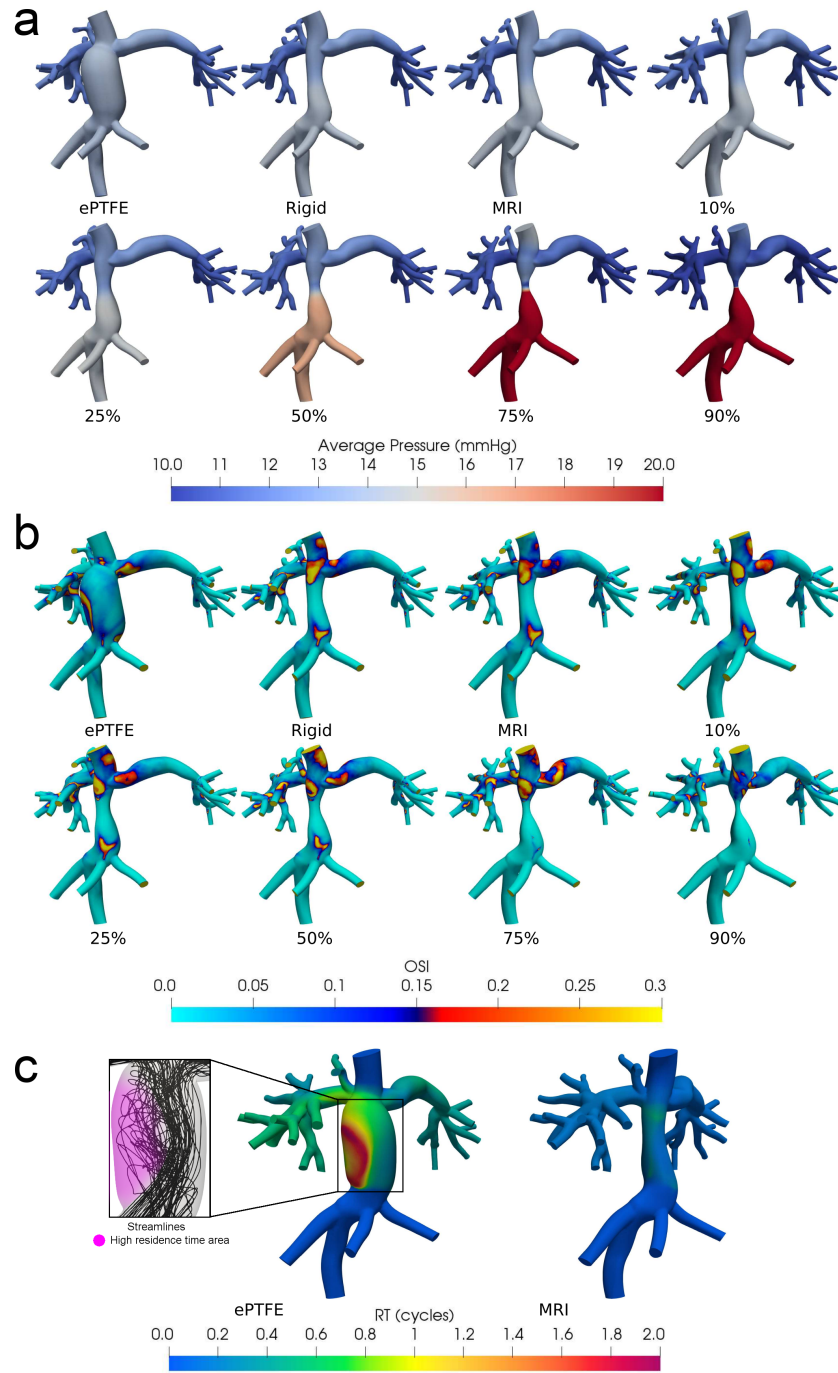 a
ePTFE Rigid MRI 10%
25% 50% 75% 90%
Average Pressure (mmHg)
10.0 11 12 13 14 15 16 17 18 19 20.0
b
ePTFE Rigid MRI 10%
25% 50% 75% 90%
OSI
0.0 0.05 0.1 0.15 0.2 0.25 0.3
c
Streamlines
High residence time area
ePTFE MRI
RT (cycles)
0.0 0.2 0.4 0.6 0.8 1 1.2 1.4 1.6 1.8 2.0